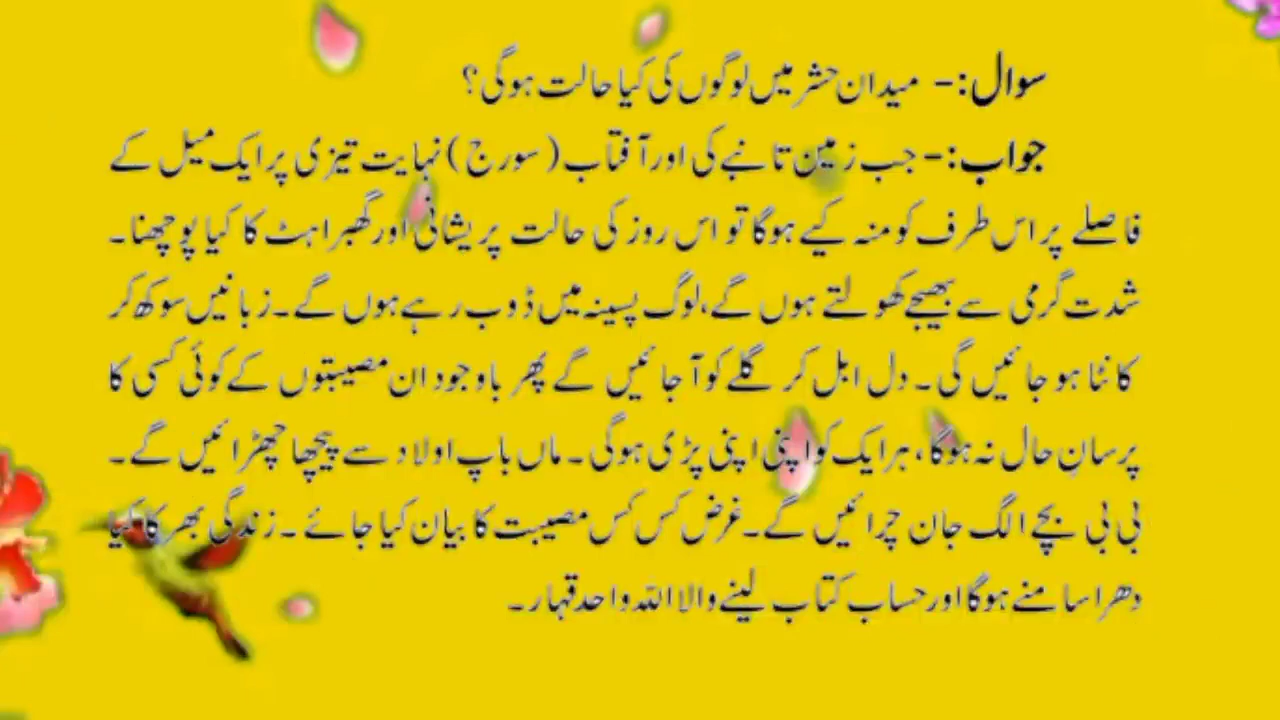 سوال:- میدان حشر میں لوگوں کی کیا حالت ہوگی؟
جواب:- جب زمین تانبے کی اور آفتاب (سورج) نہایت تیزی پر ایک میل کے
فاصلے پر اس طرف کو منہ کیے ہوگا تو اس روز کی حالت پریشانی اور گھبراہٹ کا کیا پوچھنا۔
شدت گرمی سے بھیجے کھولتے ہوں گے، لوگ پسینہ میں ڈوب رہے ہوں گے۔ زبانیں سوکھ کر
کانٹا ہو جائیں گی۔ دل ابل کر گلے کو آ جائیں گے پھر باوجود ان مصیبتوں کے کوئی کسی کا
پرسانِ حال نہ ہوگا، ہر ایک کو اپنی اپنی پڑی ہوگی۔ ماں باپ اولاد سے پیچھا چھڑائیں گے۔
بی بی بچے الگ جان چرائیں گے۔ غرض کس کس مصیبت کا بیان کیا جائے۔ زندگی بھر کا کیا
دھرا سامنے ہوگا اور حساب کتاب لینے والا اللہ واحد قہار۔